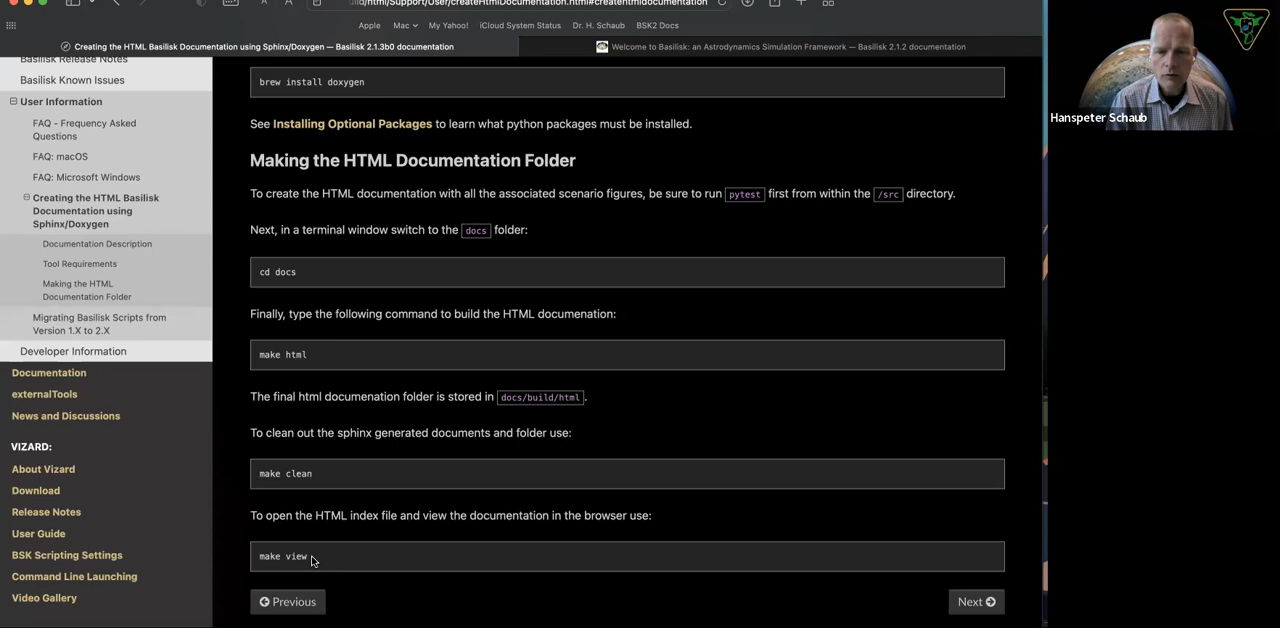 ild/html/Support/User/createHtmlDocumentation.html#createhtmldocumentation
Apple
Mac
My Yahoo!
iCloud System Status
Dr. H. Schaub
BSK2 Docs
Creating the HTML Basilisk Documentation using Sphinx/Doxygen — Basilisk 2.1.3b0 documentation
Welcome to Basilisk: an Astrodynamics Simulation Framework — Basilisk 2.1.2 documentation
Basilisk Release Notes
Basilisk Known Issues
User Information
FAQ - Frequency Asked
Questions
FAQ: macOS
FAQ: Microsoft Windows
Creating the HTML Basilisk
Documentation using
Sphinx/Doxygen
Documentation Description
Tool Requirements
Making the HTML
Documentation Folder
Migrating Basilisk Scripts from
Version 1.X to 2.X
Developer Information
Documentation
externalTools
News and Discussions
VIZARD:
About Vizard
Download
Release Notes
User Guide
BSK Scripting Settings
Command Line Launching
Video Gallery
brew install doxygen
See Installing Optional Packages to learn what python packages must be installed.
Making the HTML Documentation Folder
To create the HTML documentation with all the associated scenario figures, be sure to run pytest first from within the /src directory.
Next, in a terminal window switch to the docs folder:
cd docs
Finally, type the following command to build the HTML documenation:
make html
The final html documenation folder is stored in docs/build/html.
To clean out the sphinx generated documents and folder use:
make clean
To open the HTML index file and view the documentation in the browser use:
make view
Previous
Next
Hanspeter Schaub